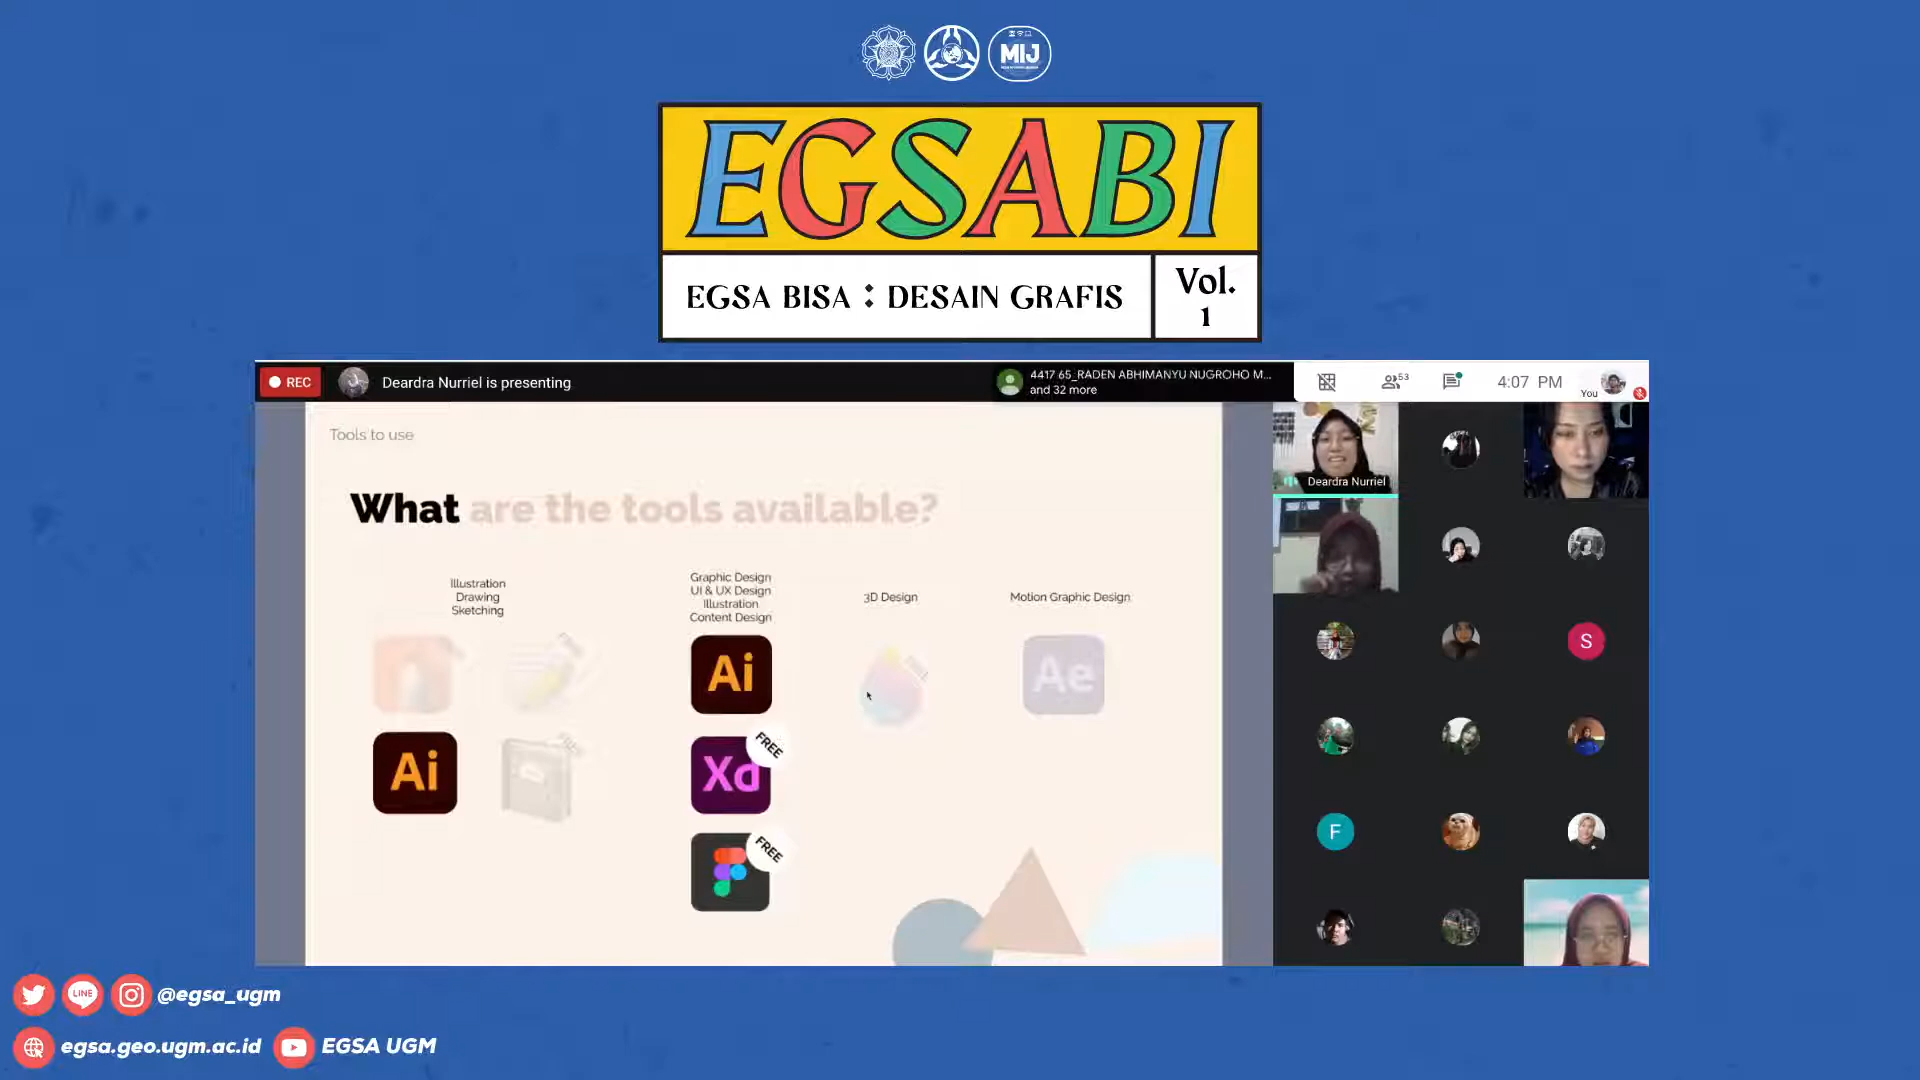 MIJ
EGSABI
EGSA BISA : DESAIN GRAFIS
Vol.
1
REC
Deardra Nurriel is presenting
4417 65_RADEN ABHIMANYU NUGROHO M...
and 32 more
53
4:07 PM
You
Tools to use
What are the tools available?
Illustration
Drawing
Sketching
Graphic Design
UI & UX Design
Illustration
Content Design
3D Design
Motion Graphic Design
Ai
Ae
Ai
Xd
FREE
FREE
Deardra Nurriel
S
F
LINE
@egsa_ugm
egsa.geo.ugm.ac.id
EGSA UGM